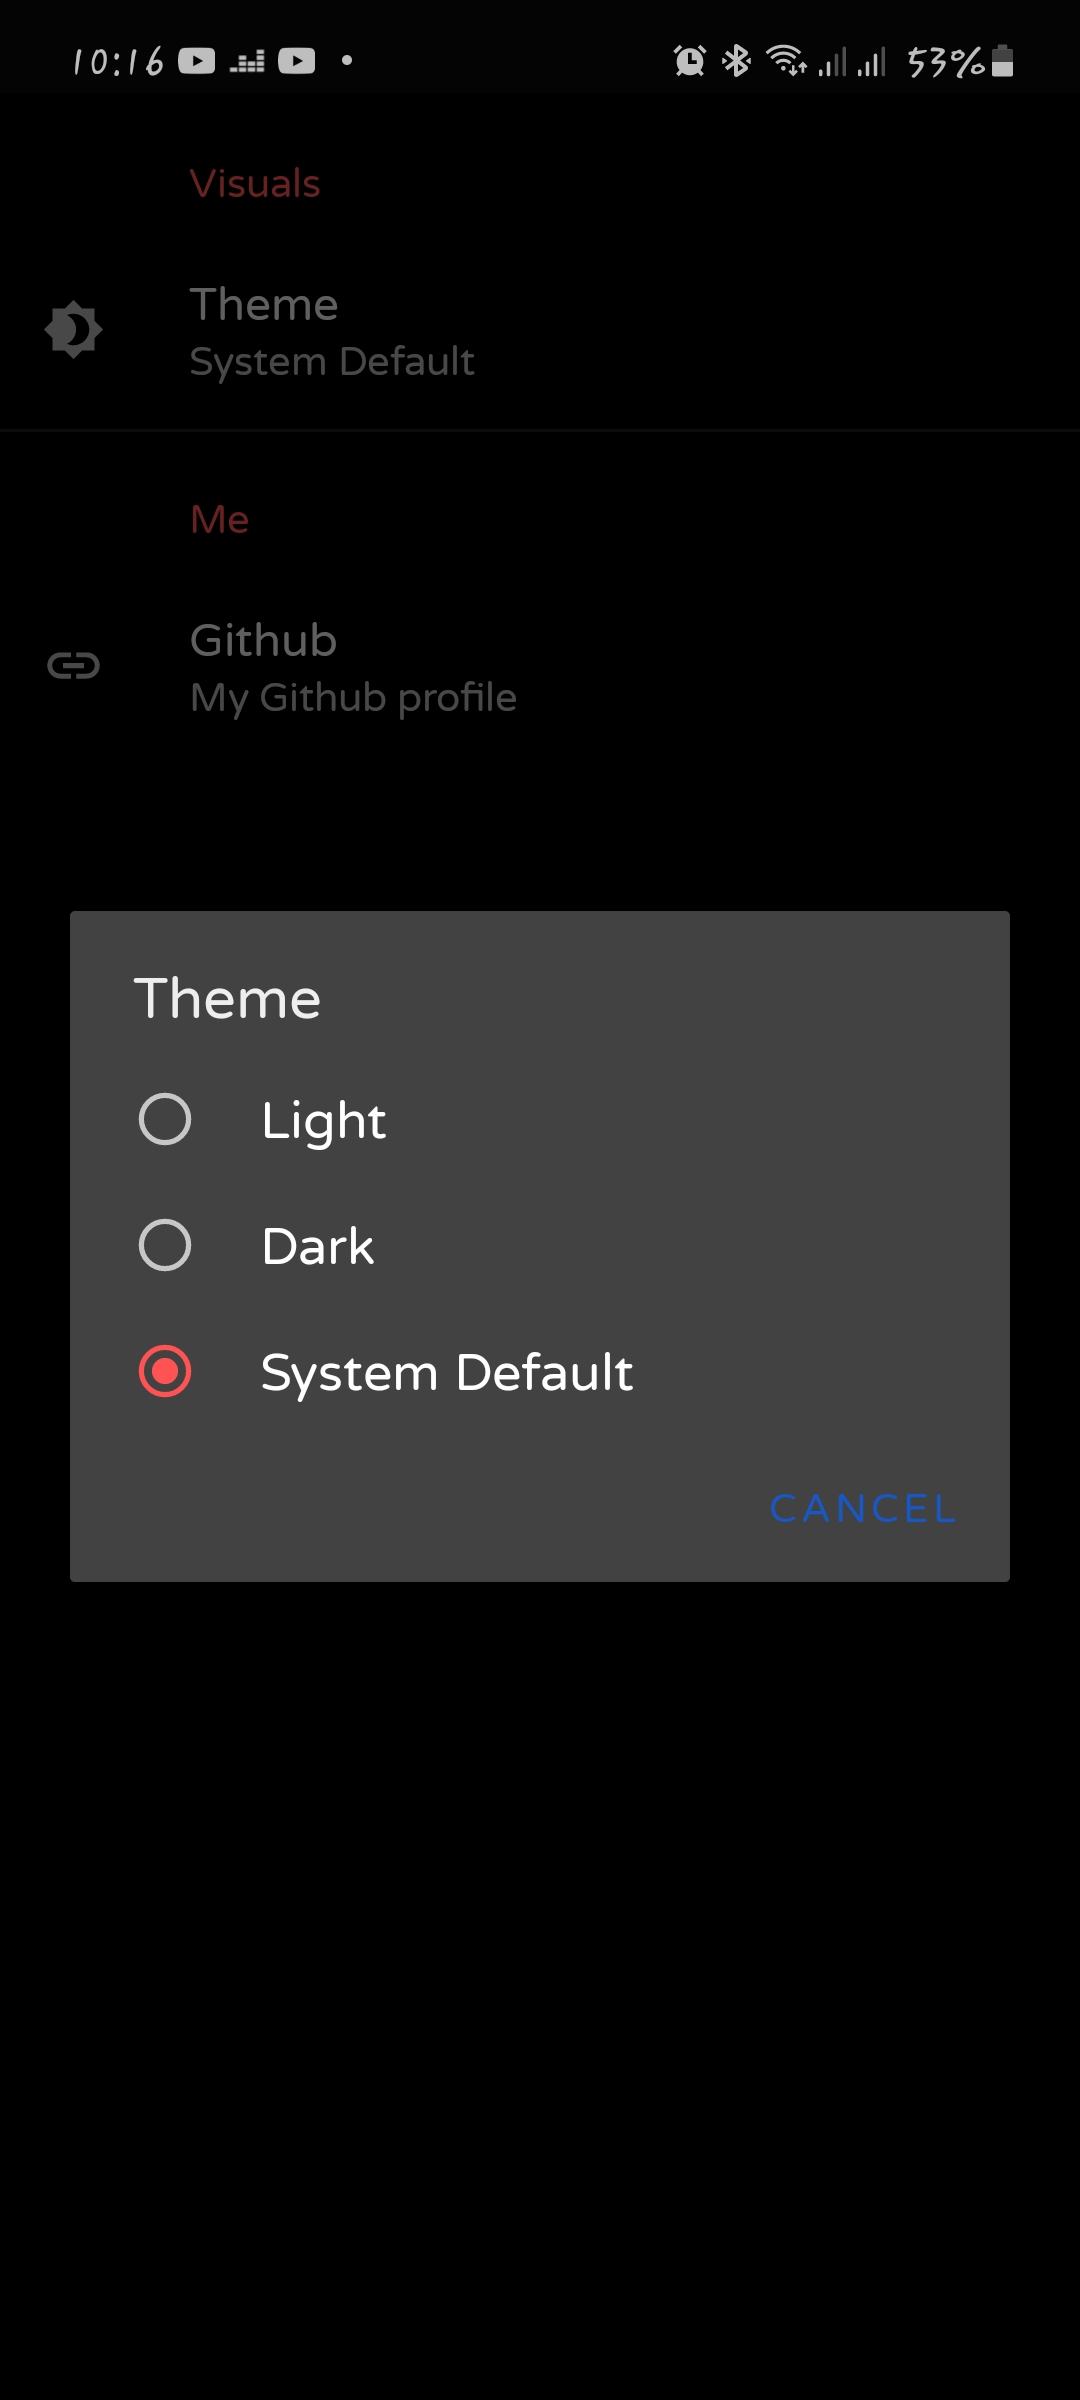 10:16 53%
Visuals
Theme
System Default
Me
Github
My Github profile
Theme
Light
Dark
System Default
CANCEL